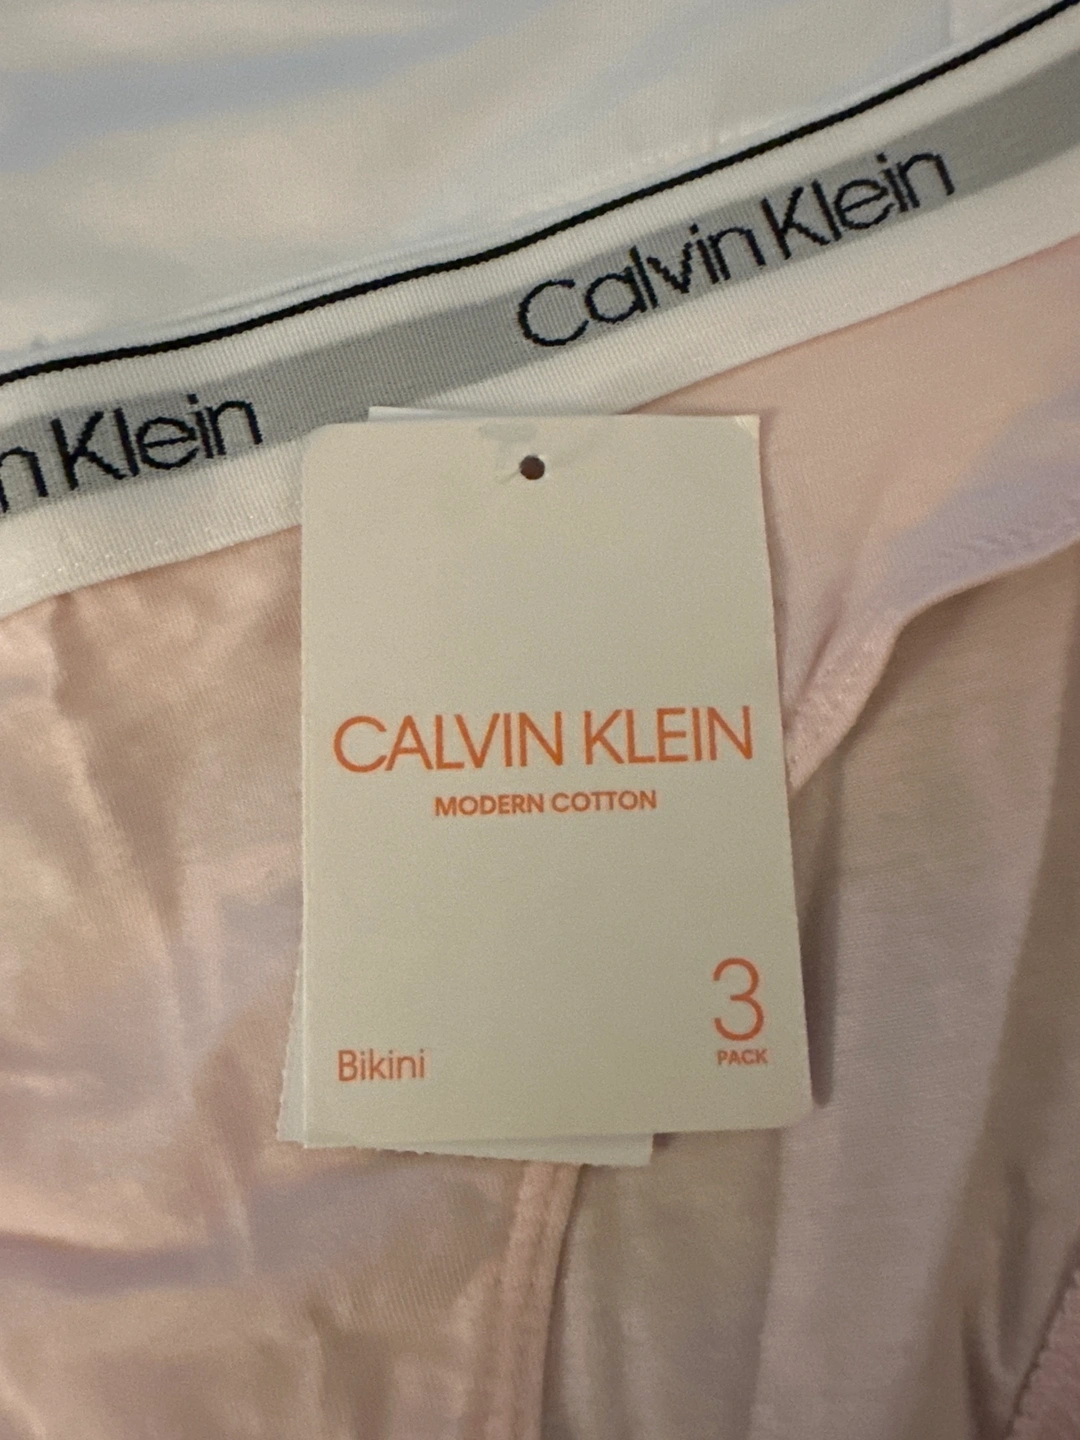 Calvin Klein
n Klein
CALVIN KLEIN
MODERN COTTON
3
PACK
Bikini